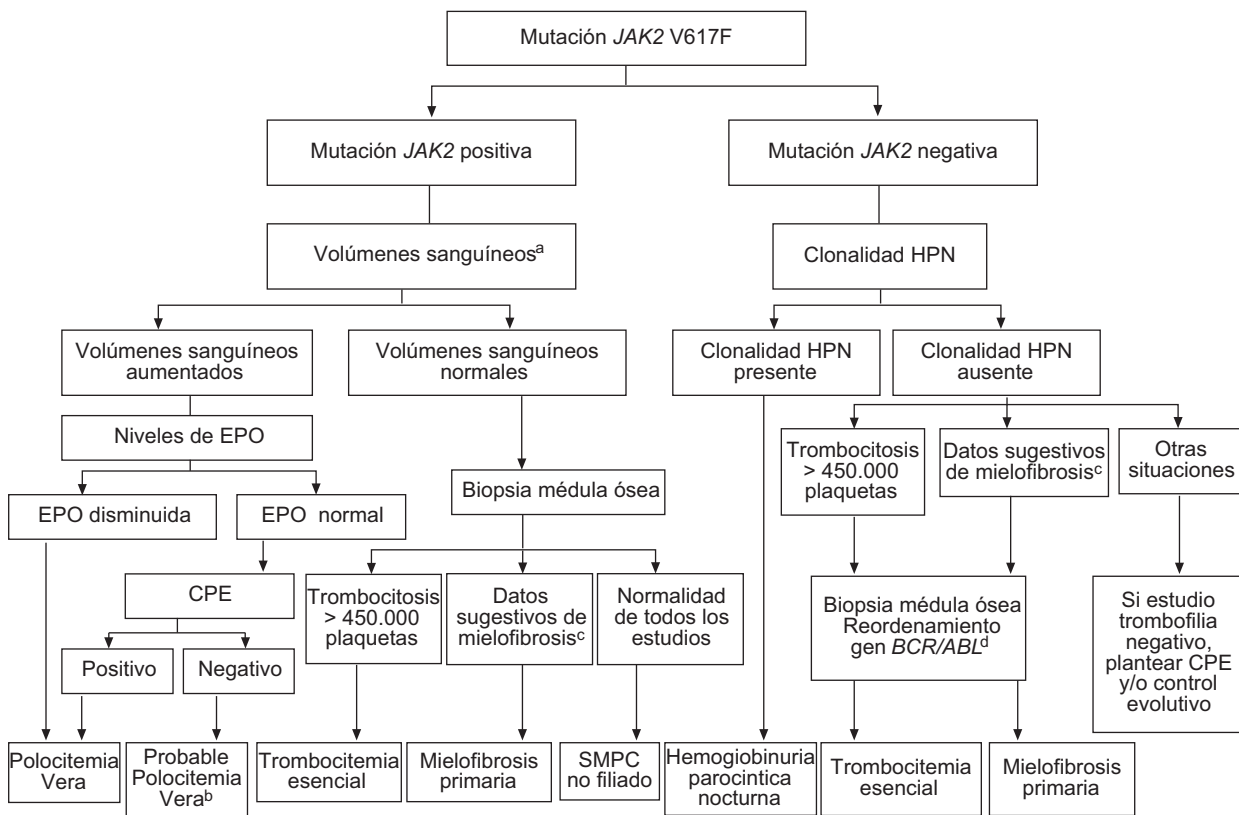 Mutación JAK2 V617F
Mutación JAK2 positiva
Mutación JAK2 negativa
Volúmenes sanguíneosa
Clonalidad HPN
Volúmenes sanguíneos
aumentados
Volúmenes sanguíneos
normales
Clonalidad HPN
presente
Clonalidad HPN
ausente
Niveles de EPO
Trombocitosis
> 450.000
plaquetas
Datos sugestivos
de mielofibrosisc
Otras
situaciones
EPO disminuida
EPO normal
Biopsia médula ósea
CPE
Trombocitosis
> 450.000
plaquetas
Datos
sugestivos de
mielofibrosisc
Normalidad
de todos los
estudios
Biopsia médula ósea
Reordenamiento
gen BCR/ABLd
Si estudio
trombofilia
negativo,
plantear CPE
y/o control
evolutivo
Positivo
Negativo
Polocitemia
Vera
Probable
Polocitemia
Verab
Trombocitemia
esencial
Mielofibrosis
primaria
SMPC
no filiado
Hemogiobinuria
parocintica
nocturna
Trombocitemia
esencial
Mielofibrosis
primaria